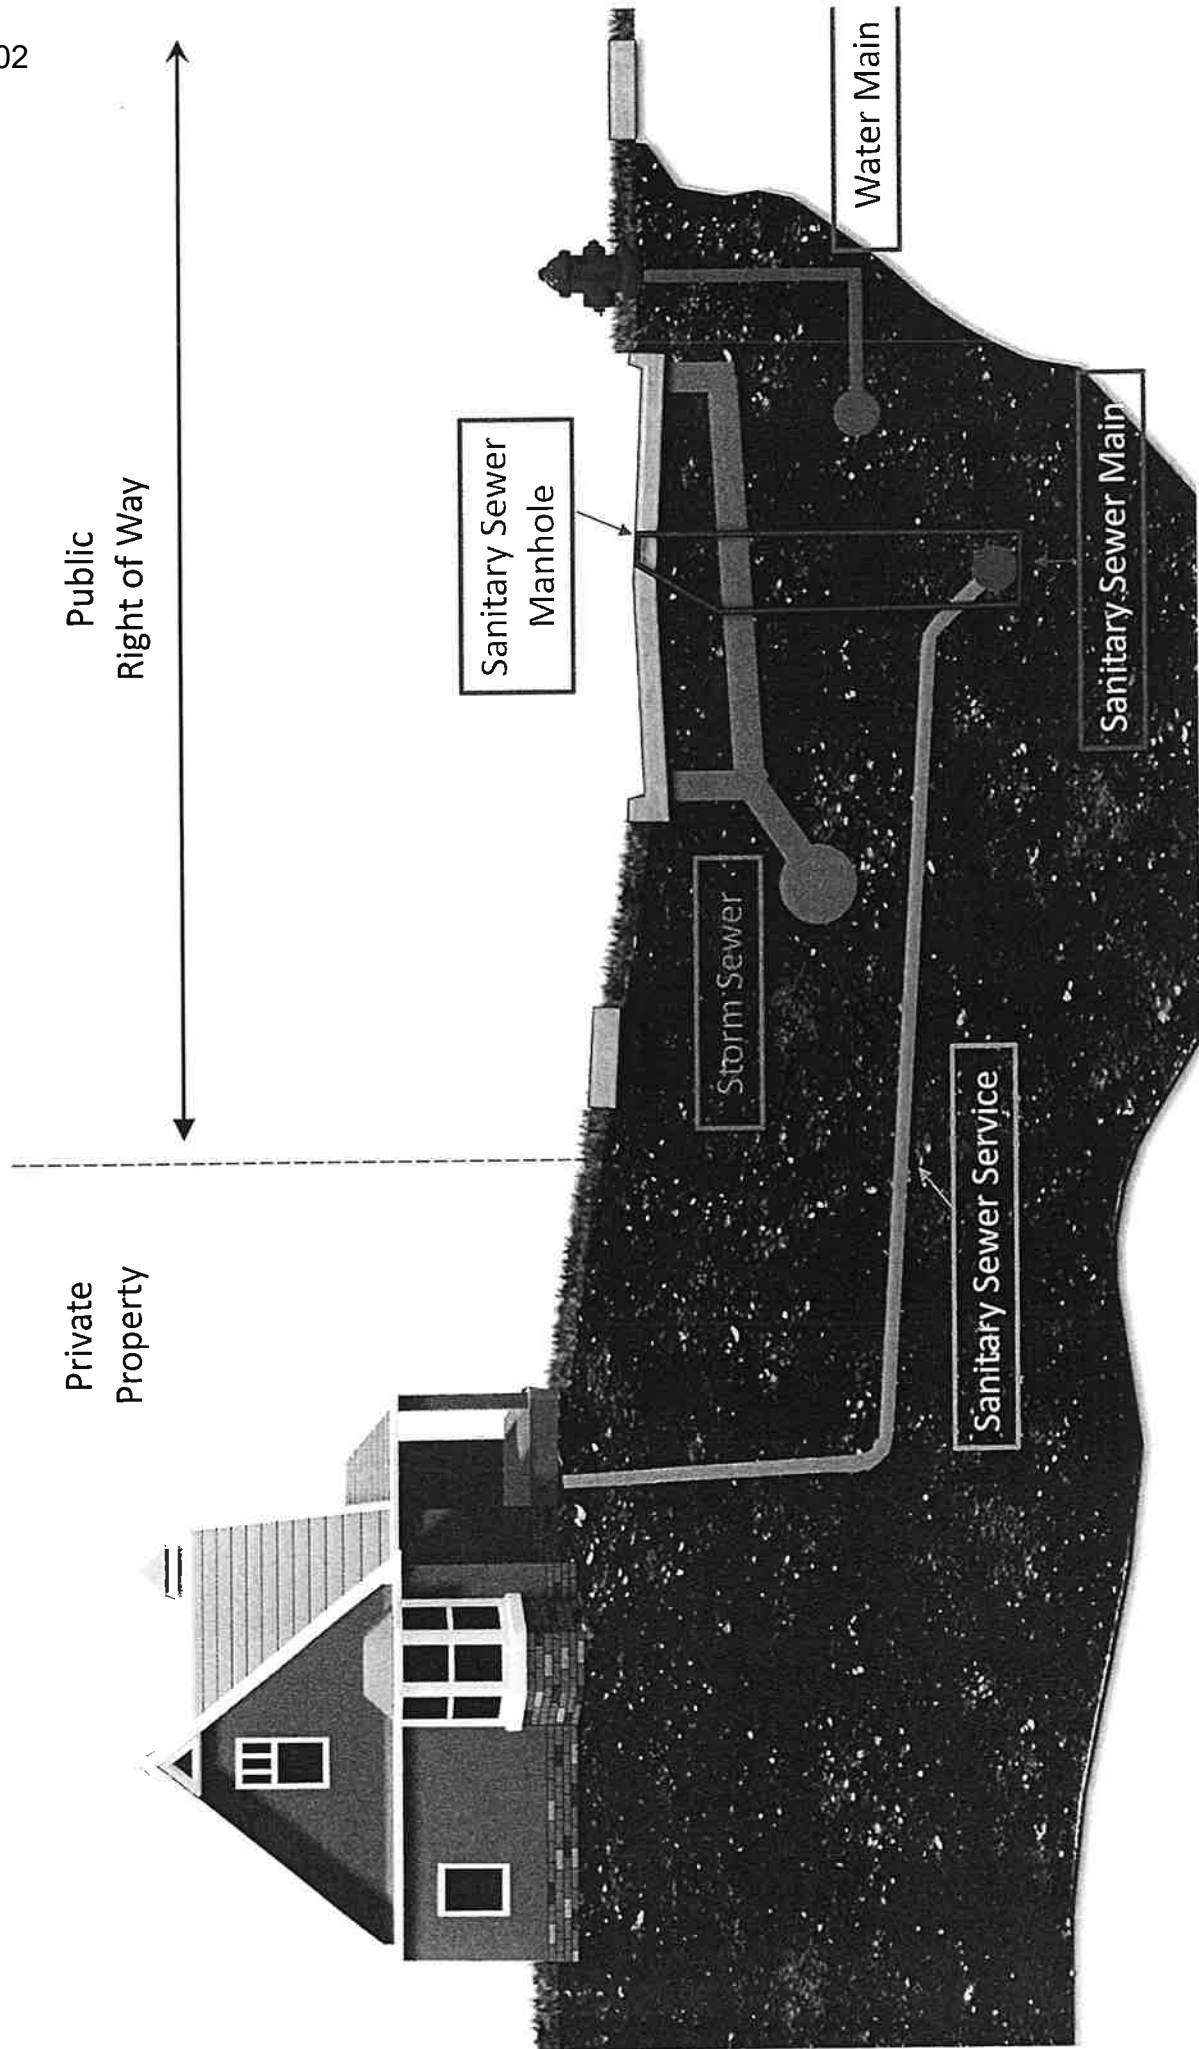 02
Private
Property
Public
Right of Way
Sanitary Sewer
Manhole
Storm Sewer
Water Main
Sanitary Sewer Service
Sanitary Sewer Main